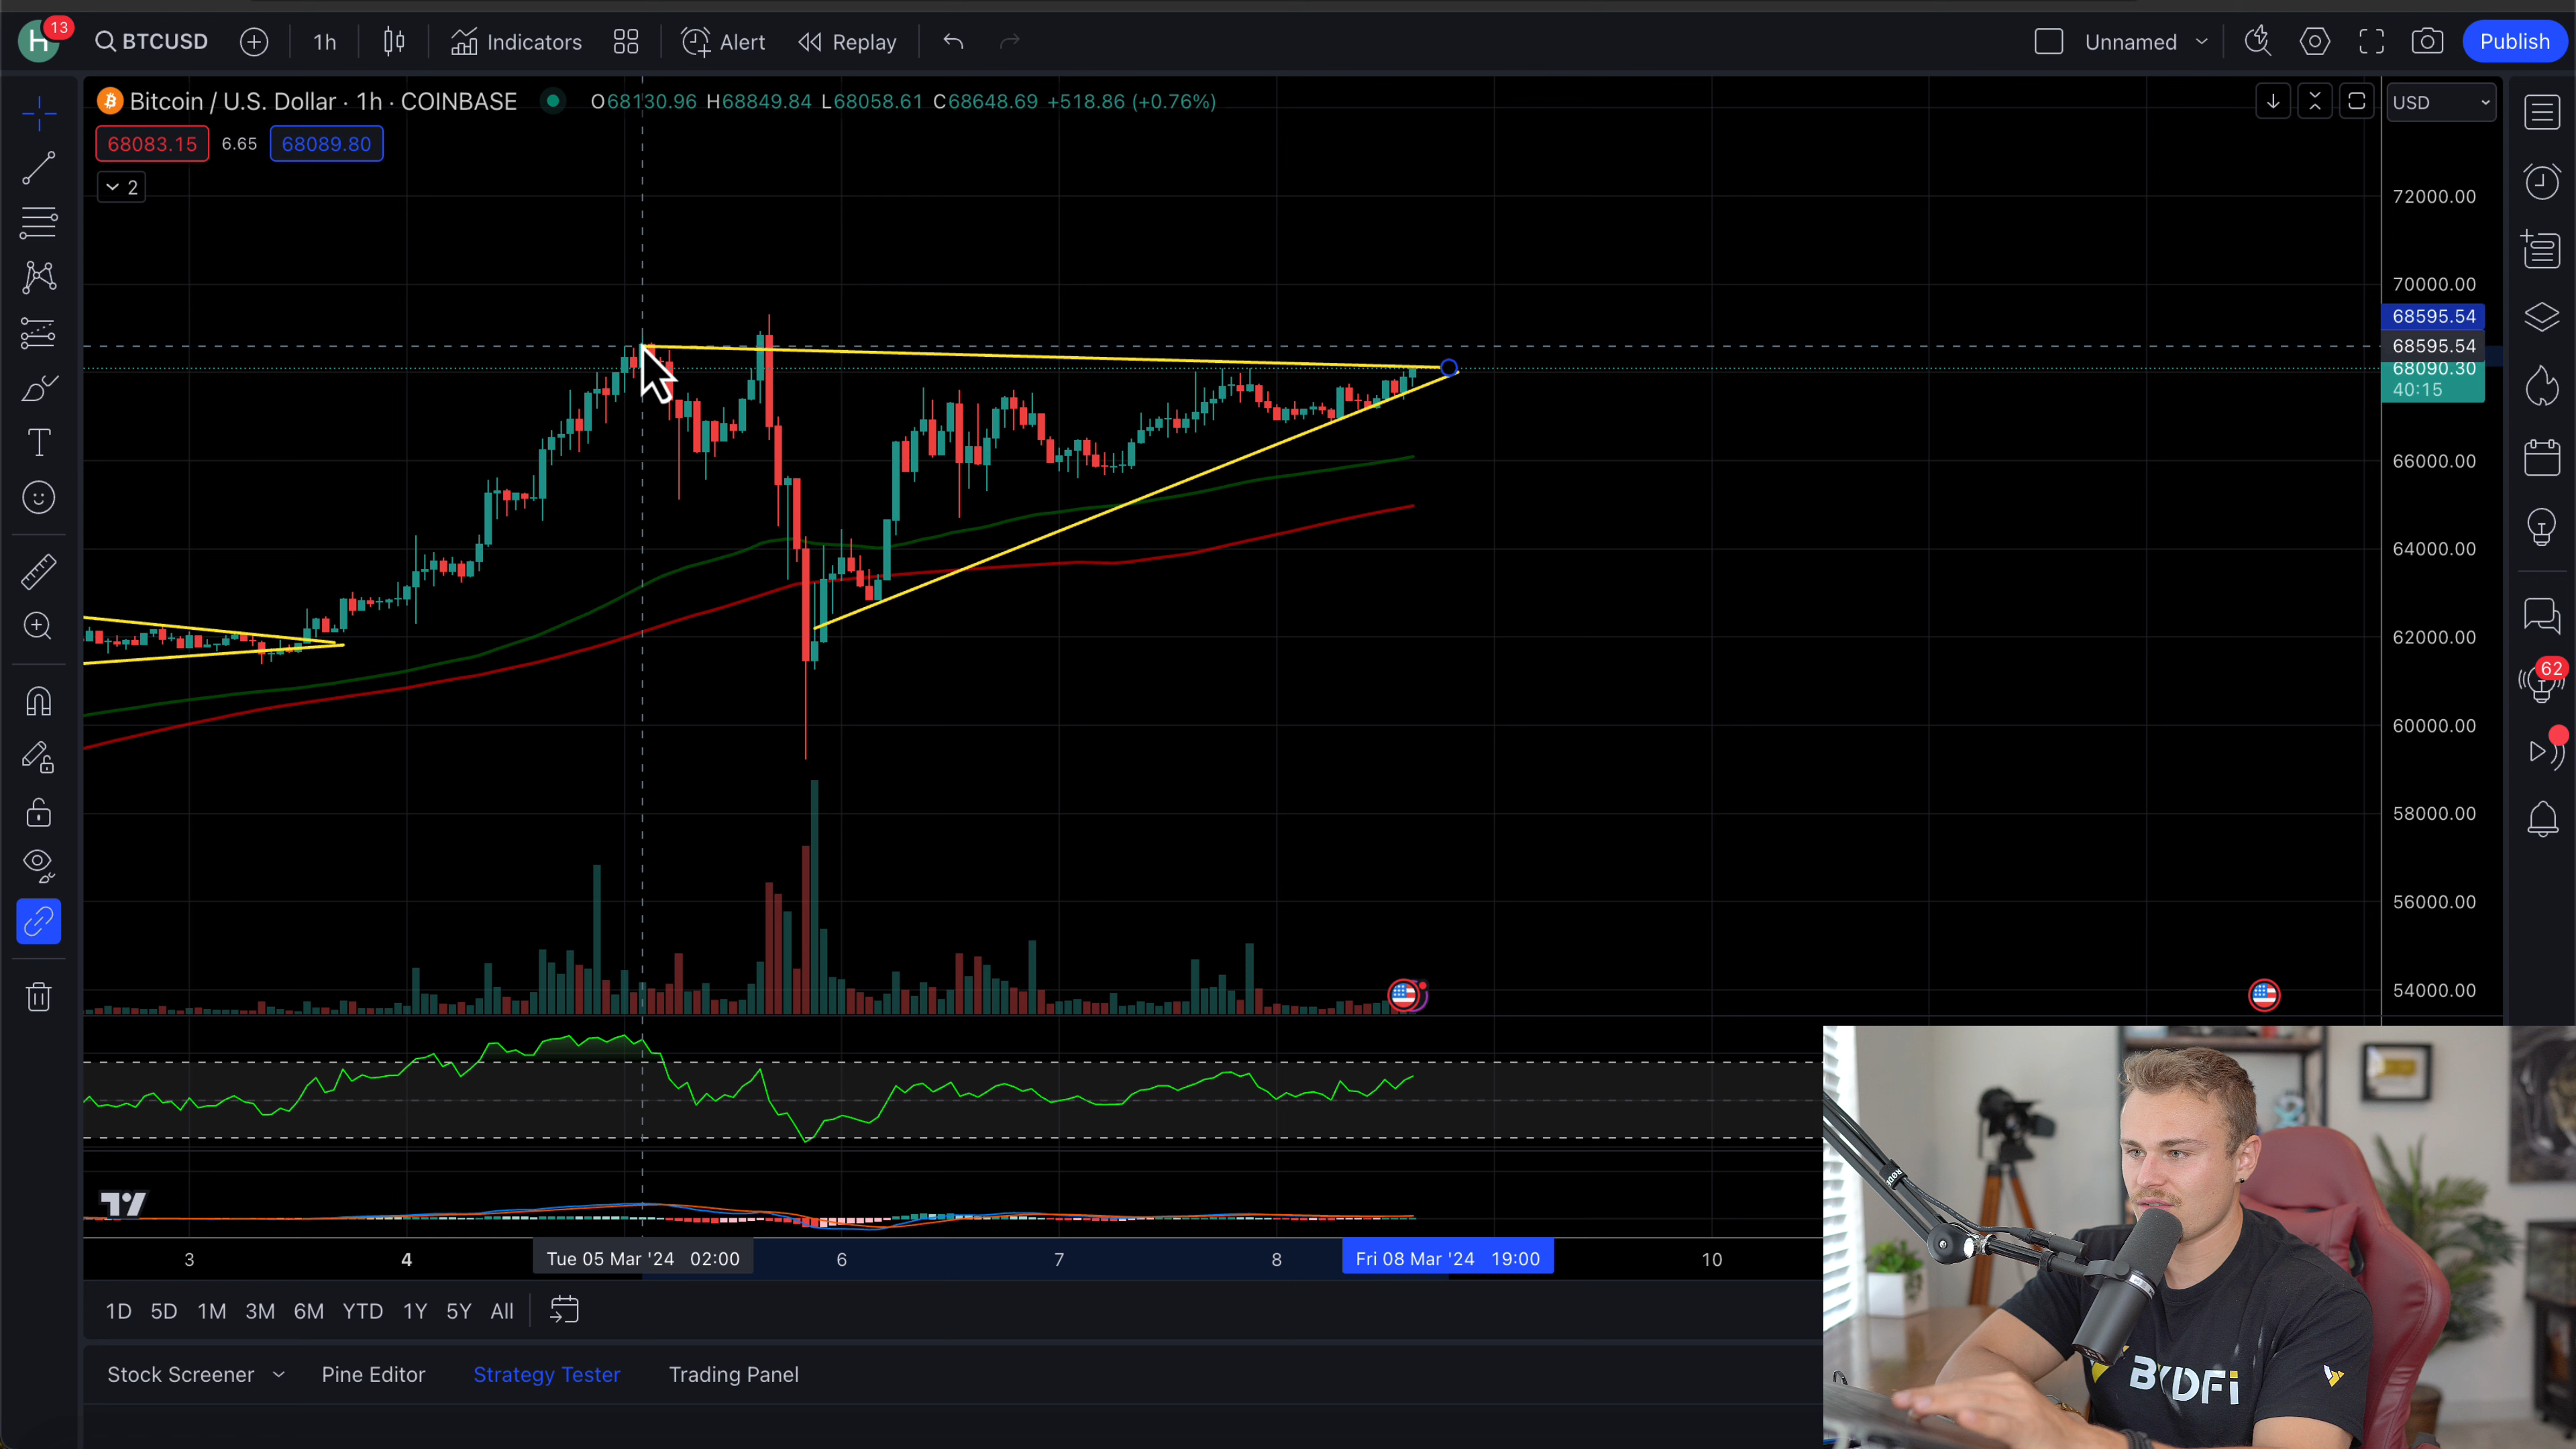 H 13 BTCUSD 1h Indicators Alert Replay Unnamed Publish
Bitcoin / U.S. Dollar · 1h · COINBASE O68130.96 H68849.84 L68058.61 C68648.69 +518.86 (+0.76%) USD
68083.15 6.65 68089.80
2
72000.00
70000.00
68595.54
68595.54
68090.30
40:15
66000.00
64000.00
62000.00
62
60000.00
58000.00
56000.00
54000.00
3 4 Tue 05 Mar '24 02:00 6 7 8 Fri 08 Mar '24 19:00 10
1D 5D 1M 3M 6M YTD 1Y 5Y All
Stock Screener Pine Editor Strategy Tester Trading Panel
RODE
BYDFi